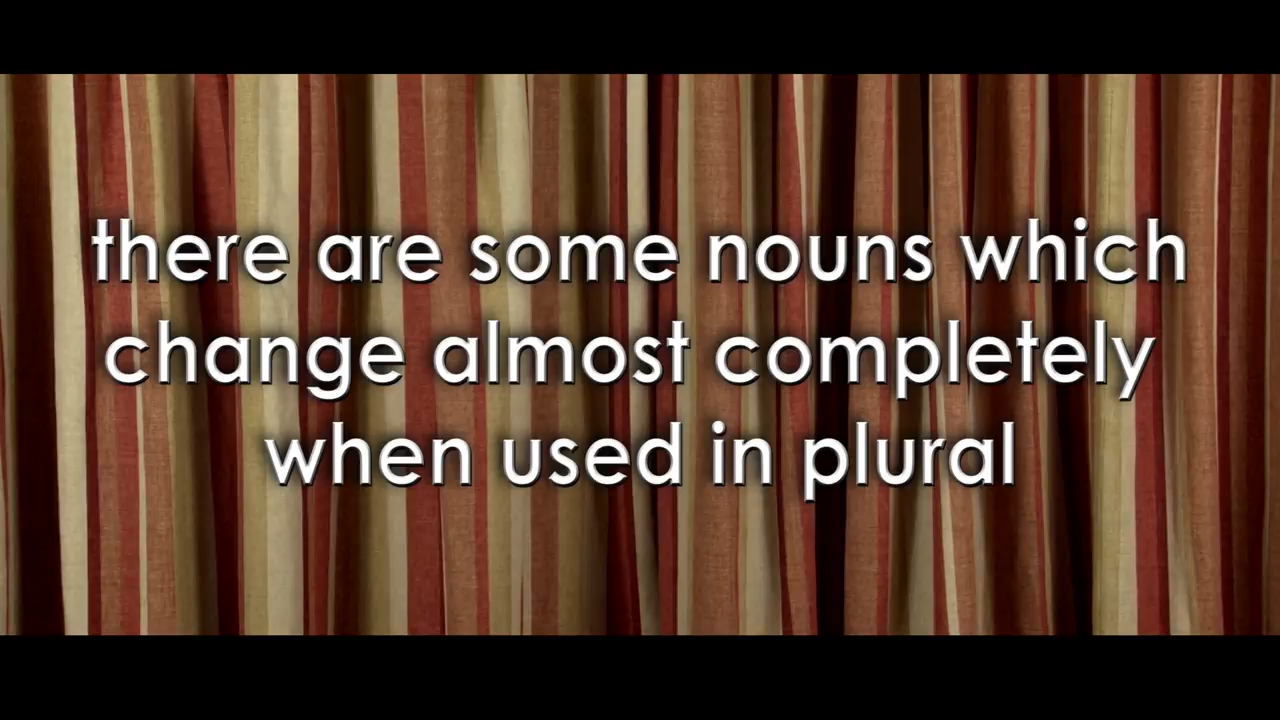 there are some nouns which
change almost completely
when used in plural